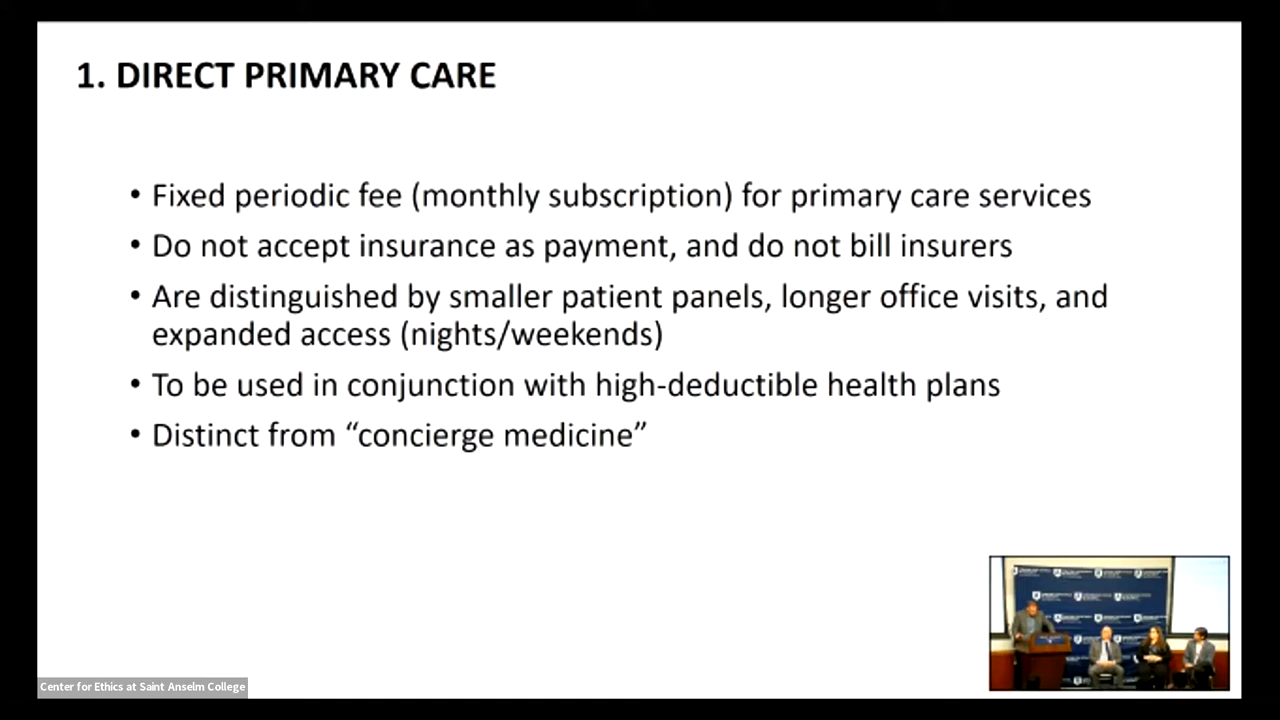 1. DIRECT PRIMARY CARE
• Fixed periodic fee (monthly subscription) for primary care services
• Do not accept insurance as payment, and do not bill insurers
• Are distinguished by smaller patient panels, longer office visits, and
expanded access (nights/weekends)
• To be used in conjunction with high-deductible health plans
• Distinct from “concierge medicine”
Center for Ethics at Saint Anselm College